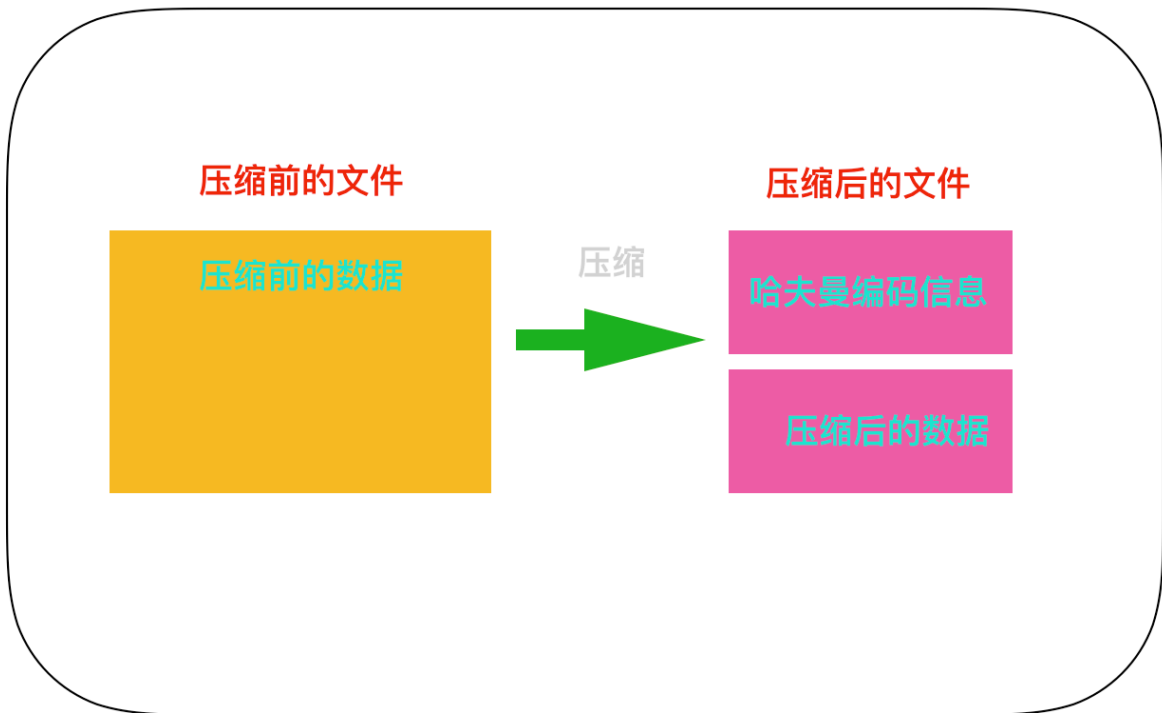 压缩前的文件
压缩后的文件
压缩前的数据
压缩
哈夫曼编码信息
压缩后的数据